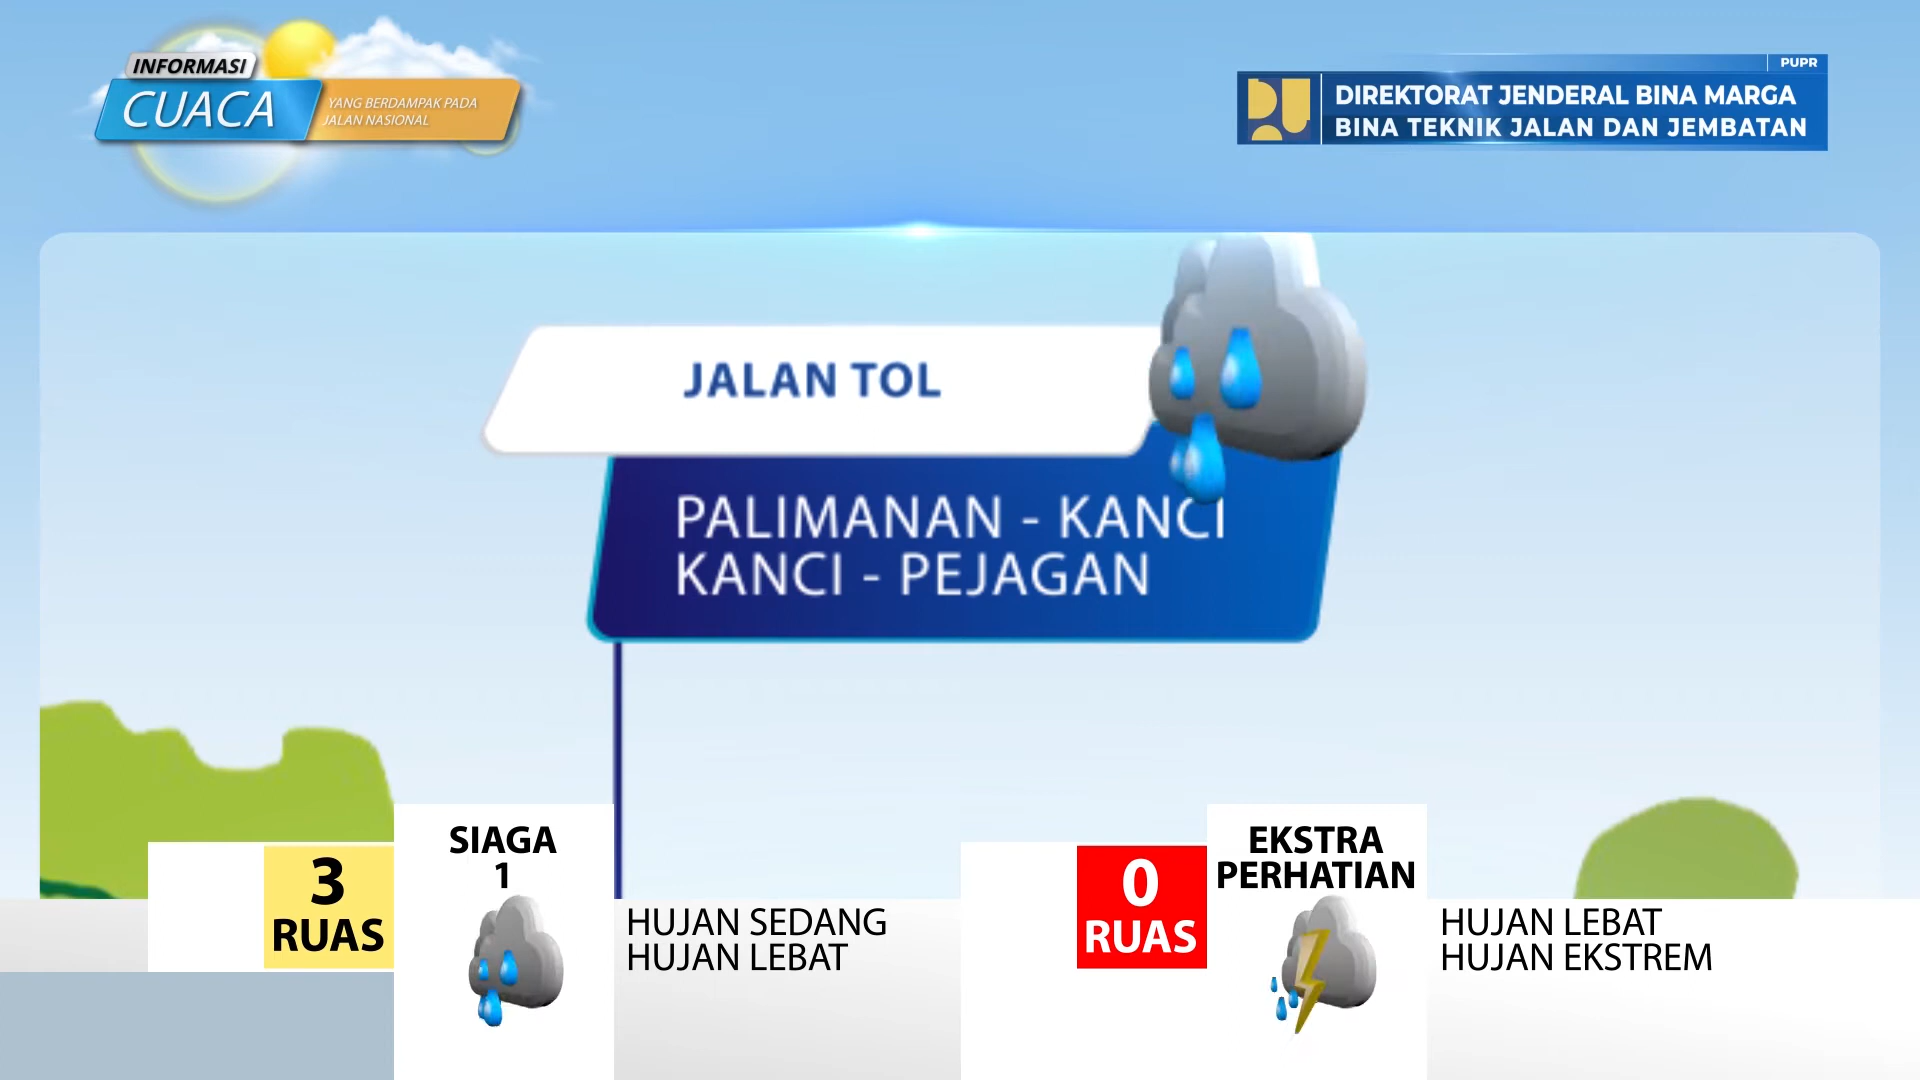 INFORMASI
CUACA
YANG BERDAMPAK PADA
JALAN NASIONAL
PUPR
DIREKTORAT JENDERAL BINA MARGA
BINA TEKNIK JALAN DAN JEMBATAN
JALAN TOL
PALIMANAN - KANCI
KANCI - PEJAGAN
3
RUAS
SIAGA
1
HUJAN SEDANG
HUJAN LEBAT
0
RUAS
EKSTRA
PERHATIAN
HUJAN LEBAT
HUJAN EKSTREM